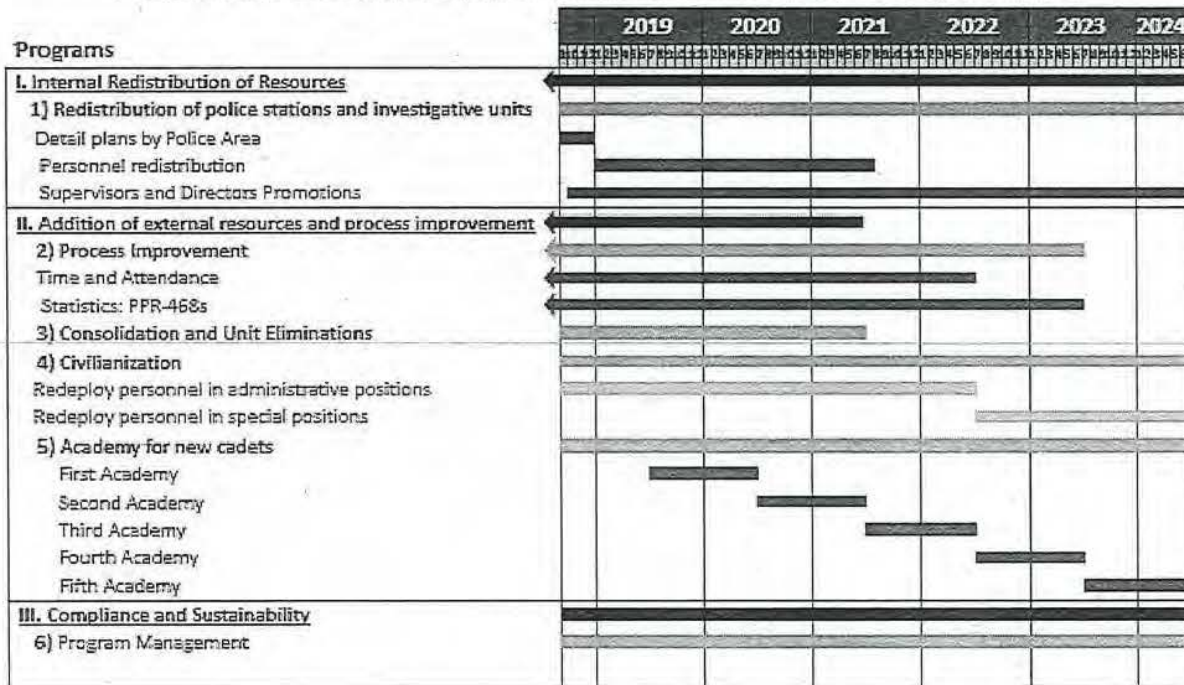 2019 2020 2021 2022 2023 2024
Programs
I. Internal Redistribution of Resources
1) Redistribution of police stations and investigative units
Detail plans by Police Area
Personnel redistribution
Supervisors and Directors Promotions
II. Addition of external resources and process improvement
2) Process Improvement
Time and Attendance
Statistics: PPR-468s
3) Consolidation and Unit Eliminations
4) Civilianization
Redeploy personnel in administrative positions
Redeploy personnel in special positions
5) Academy for new cadets
First Academy
Second Academy
Third Academy
Fourth Academy
Fifth Academy
III. Compliance and Sustainability
6) Program Management